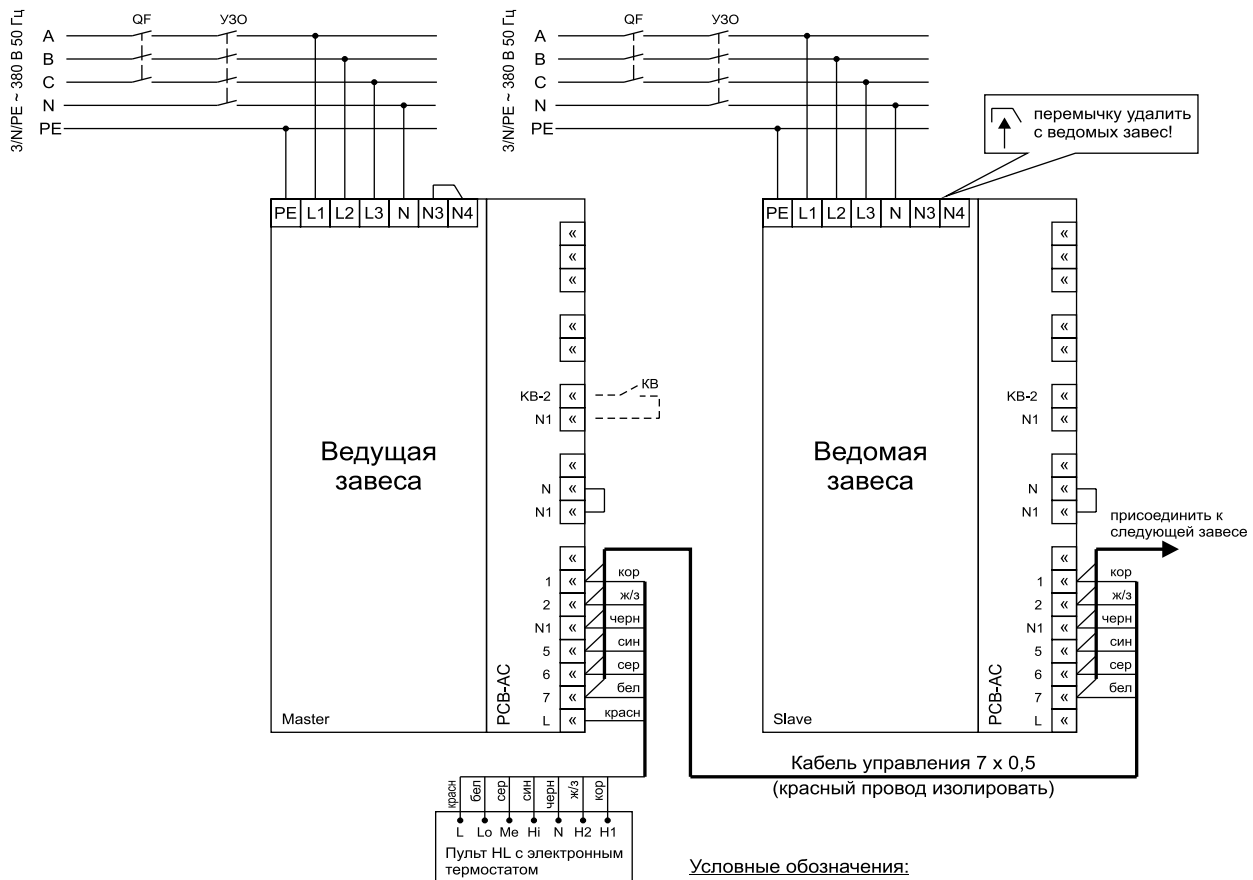 QF УЗО
3/N/PE ~ 380 В 50 Гц
A
B
C
N
PE
QF УЗО
3/N/PE ~ 380 В 50 Гц
A
B
C
N
PE
перемычку удалить
с ведомых завес!
PE L1 L2 L3 N N3 N4
«
«
«
«
«
KB-2 «
N1 «
KB
«
N «
N1 «
«
1 « кор
2 « ж/з
N1 « черн
5 « син
6 « сер
7 « бел
L « красн
Ведущая
завеса
Master
PCB-AC
PE L1 L2 L3 N N3 N4
«
«
«
«
«
KB-2 «
N1 «
«
N «
N1 «
«
1 « кор
2 « ж/з
N1 « черн
5 « син
6 « сер
7 « бел
L «
Ведомая
завеса
Slave
PCB-AC
присоединить к
следующей завесе
Кабель управления 7 x 0,5
(красный провод изолировать)
красн бел сер син черн ж/з кор
L Lo Me Hi N H2 H1
Пульт HL с электронным
термостатом
Условные обозначения: